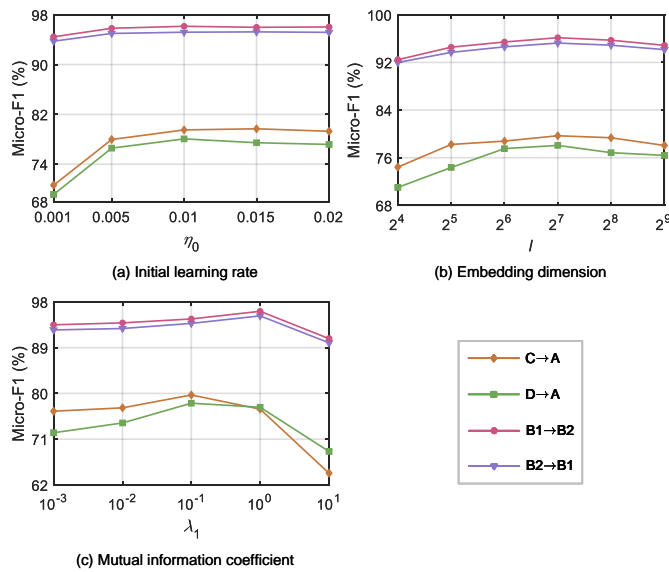 98
90
82
74
68
Micro-F1 (%)
0.001 0.005 0.01 0.015 0.02
η0
(a) Initial learning rate
100
92
84
76
68
Micro-F1 (%)
2^4 2^5 2^6 2^7 2^8 2^9
l
(b) Embedding dimension
98
89
80
71
62
Micro-F1 (%)
10^-3 10^-2 10^-1 10^0 10^1
λ1
(c) Mutual information coefficient
C→A
D→A
B1→B2
B2→B1